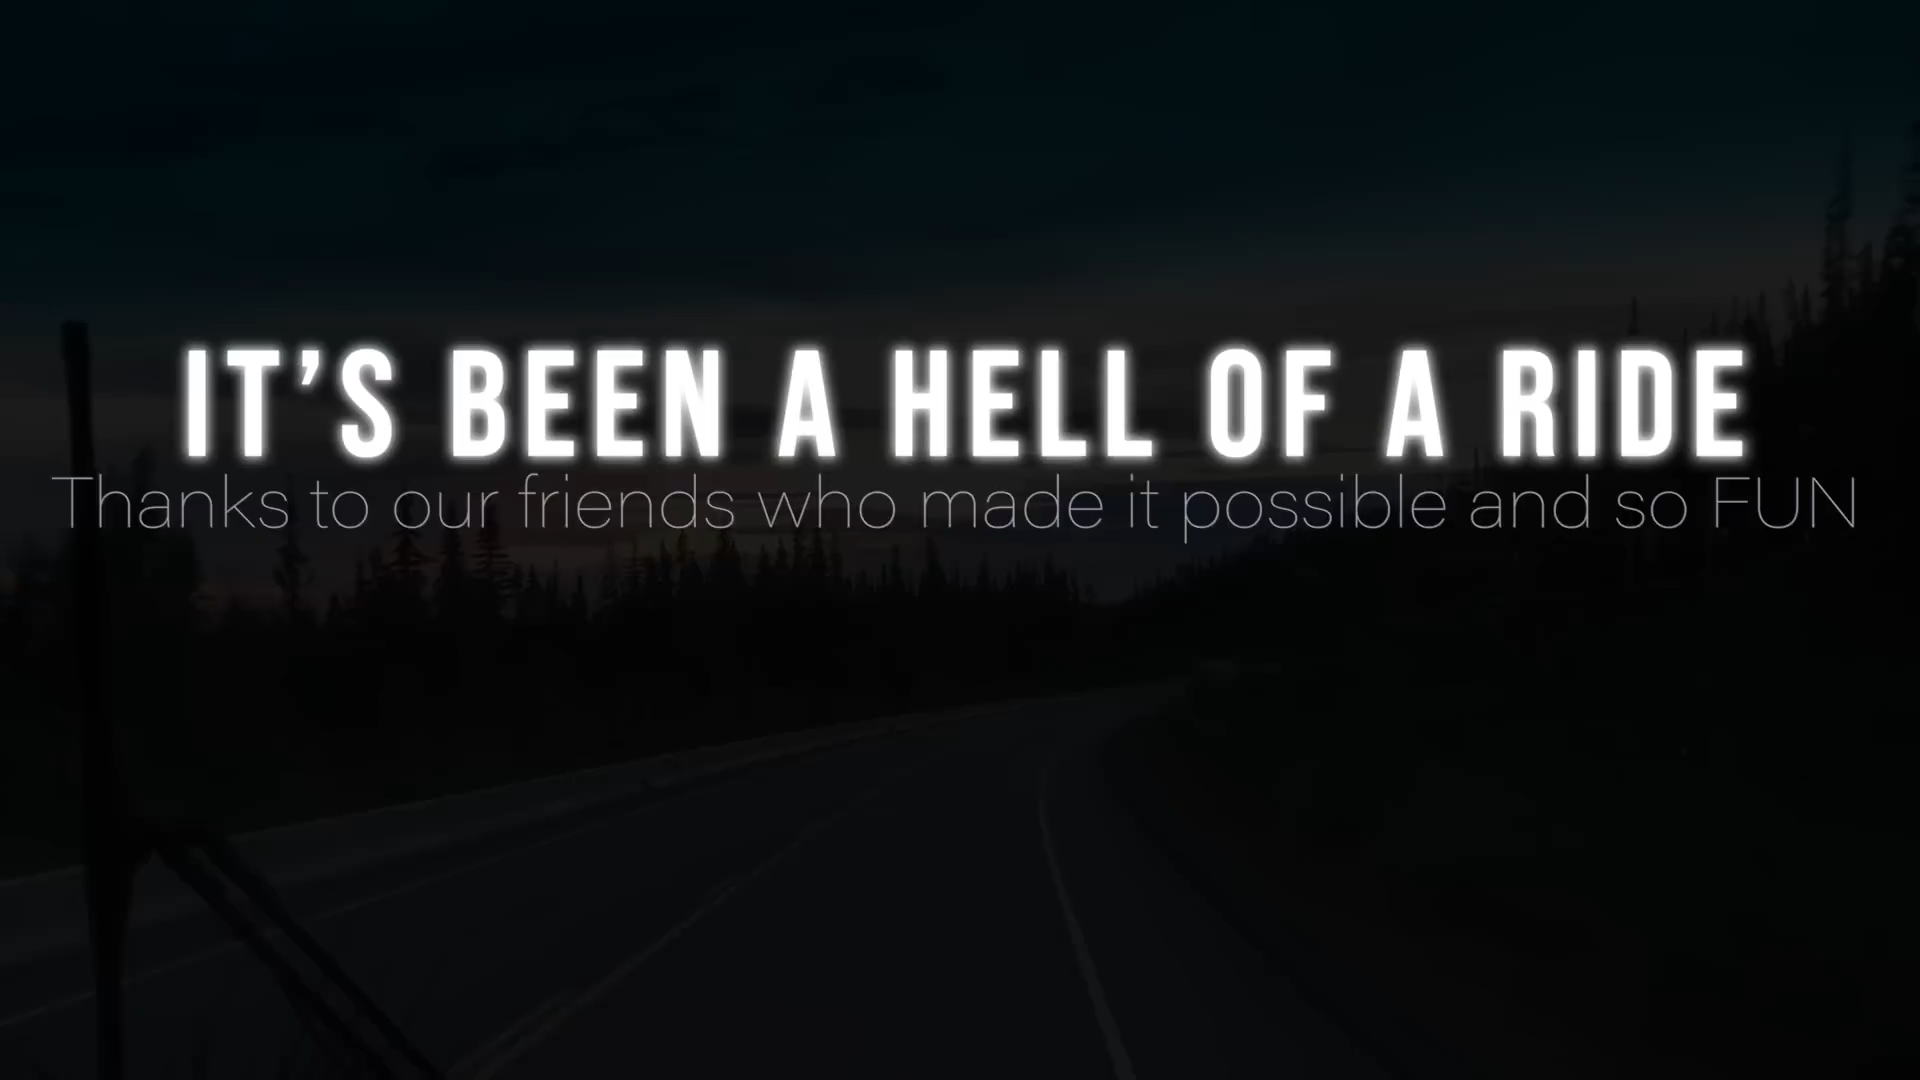 IT’S BEEN A HELL OF A RIDE
Thanks to our friends who made it possible and so FUN